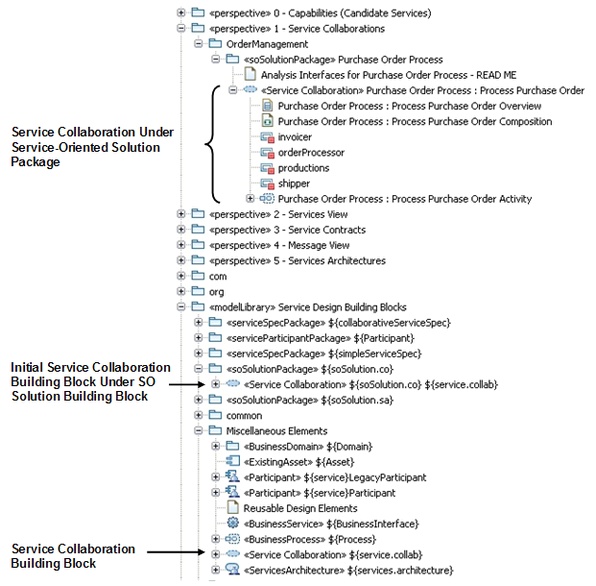 «perspective» 0 - Capabilities (Candidate Services)
«perspective» 1 - Service Collaborations
OrderManagement
«soSolutionPackage» Purchase Order Process
Analysis Interfaces for Purchase Order Process - READ ME
«Service Collaboration» Purchase Order Process : Process Purchase Order
Purchase Order Process : Process Purchase Order Overview
Purchase Order Process : Process Purchase Order Composition
Service Collaboration Under
Service-Oriented Solution
Package
invoicer
orderProcessor
productions
shipper
Purchase Order Process : Process Purchase Order Activity
«perspective» 2 - Services View
«perspective» 3 - Service Contracts
«perspective» 4 - Message View
«perspective» 5 - Services Architectures
com
org
«modelLibrary» Service Design Building Blocks
«serviceSpecPackage» ${collaborativeServiceSpec}
«serviceParticipantPackage» ${Participant}
«serviceSpecPackage» ${simpleServiceSpec}
«soSolutionPackage» ${soSolution.co}
Initial Service Collaboration
Building Block Under SO
Solution Building Block
«Service Collaboration» ${soSolution.co} ${service.collab}
«soSolutionPackage» ${soSolution.sa}
common
Miscellaneous Elements
«BusinessDomain» ${Domain}
«ExistingAsset» ${Asset}
«Participant» ${service}LegacyParticipant
«Participant» ${service}Participant
Reusable Design Elements
«BusinessService» ${BusinessInterface}
«BusinessProcess» ${Process}
Service Collaboration
Building Block
«Service Collaboration» ${service.collab}
«ServicesArchitecture» ${services.architecture}